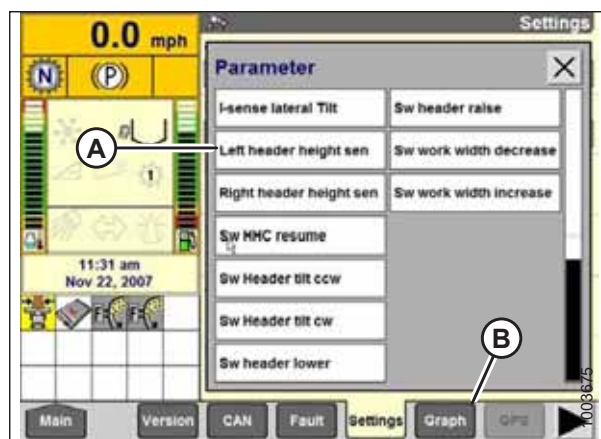 0.0 mph
Settings
N
(P)
Parameter
X
I-sense lateral Tilt
Sw header raise
A
Left header height sen
Sw work width decrease
1
Right header height sen
Sw work width increase
Sw HHC resume
11:31 am
Nov 22, 2007
Sw Header tilt ccw
F
F
Sw Header tilt cw
B
Sw header lower
1003675
Main
Version
CAN
Fault
Settings
Graph
GPS